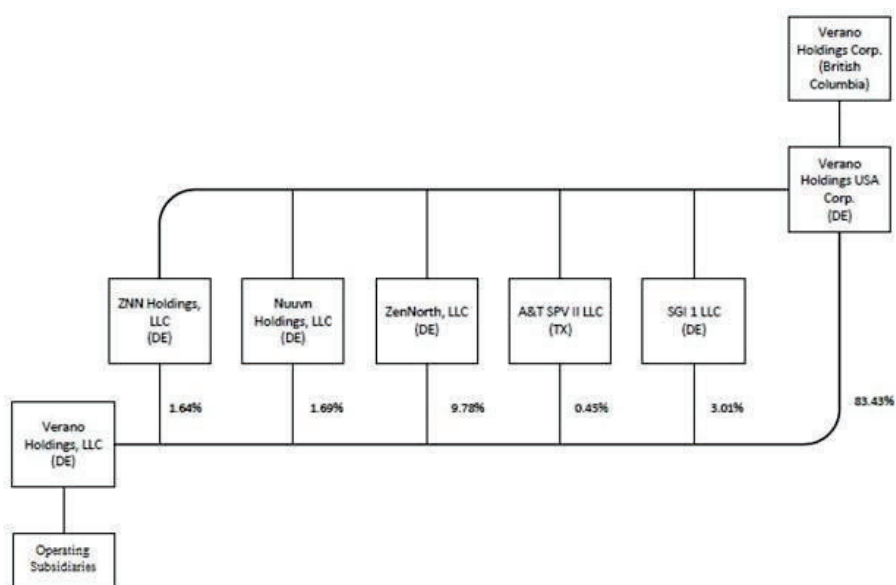 Verano
Holdings Corp.
(British
Columbia)
Verano
Holdings USA
Corp.
(DE)
ZNN Holdings,
LLC
(DE)
Nuuvn
Holdings, LLC
(DE)
ZenNorth, LLC
(DE)
A&T SPV II LLC
(TX)
SGI 1 LLC
(DE)
1.64%
1.69%
9.78%
0.45%
3.01%
83.43%
Verano
Holdings, LLC
(DE)
Operating
Subsidiaries